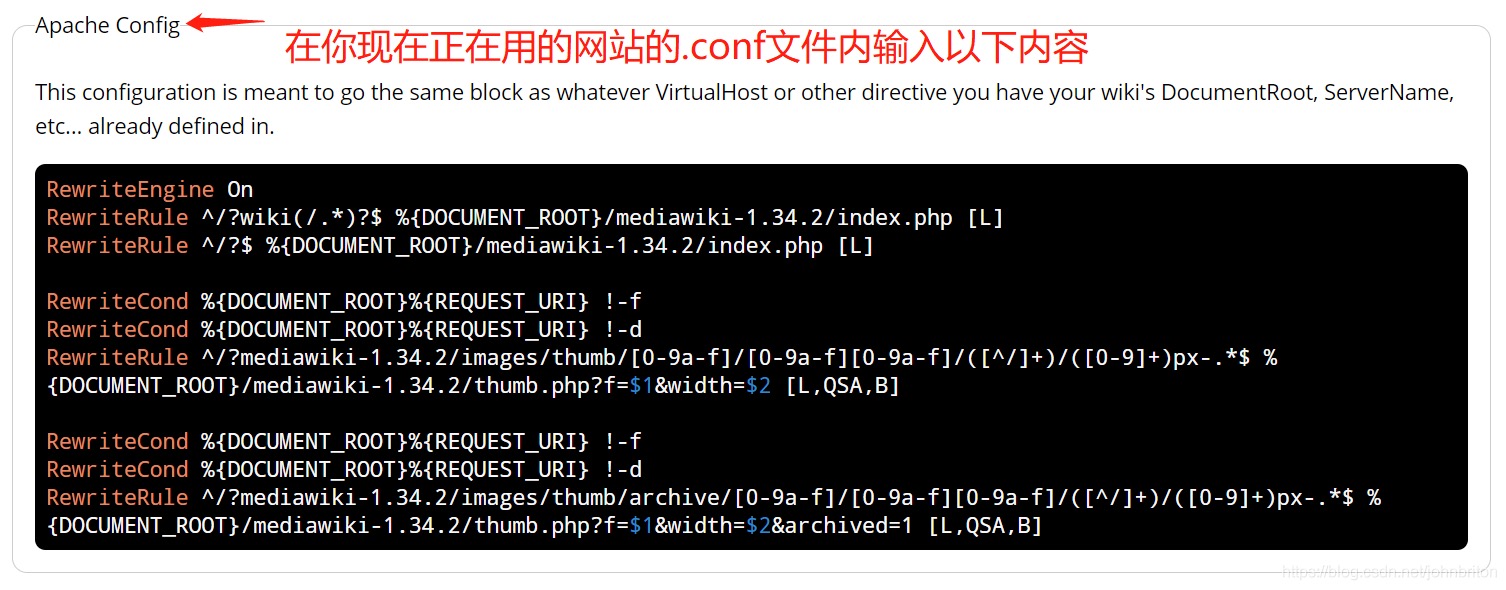 Apache Config
在你现在正在用的网站的.conf文件内输入以下内容
This configuration is meant to go the same block as whatever VirtualHost or other directive you have your wiki's DocumentRoot, ServerName,
etc... already defined in.
RewriteEngine On
RewriteRule ^/?wiki(/.*)?$ %{DOCUMENT_ROOT}/mediawiki-1.34.2/index.php [L]
RewriteRule ^/?$ %{DOCUMENT_ROOT}/mediawiki-1.34.2/index.php [L]
RewriteCond %{DOCUMENT_ROOT}%{REQUEST_URI} !-f
RewriteCond %{DOCUMENT_ROOT}%{REQUEST_URI} !-d
RewriteRule ^/?mediawiki-1.34.2/images/thumb/[0-9a-f]/[0-9a-f][0-9a-f]/([^/]+)/([0-9]+)px-.*$ %
{DOCUMENT_ROOT}/mediawiki-1.34.2/thumb.php?f=$1&width=$2 [L,QSA,B]
RewriteCond %{DOCUMENT_ROOT}%{REQUEST_URI} !-f
RewriteCond %{DOCUMENT_ROOT}%{REQUEST_URI} !-d
RewriteRule ^/?mediawiki-1.34.2/images/thumb/archive/[0-9a-f]/[0-9a-f][0-9a-f]/([^/]+)/([0-9]+)px-.*$ %
{DOCUMENT_ROOT}/mediawiki-1.34.2/thumb.php?f=$1&width=$2&archived=1 [L,QSA,B]
https://blog.csdn.net/johnbriton